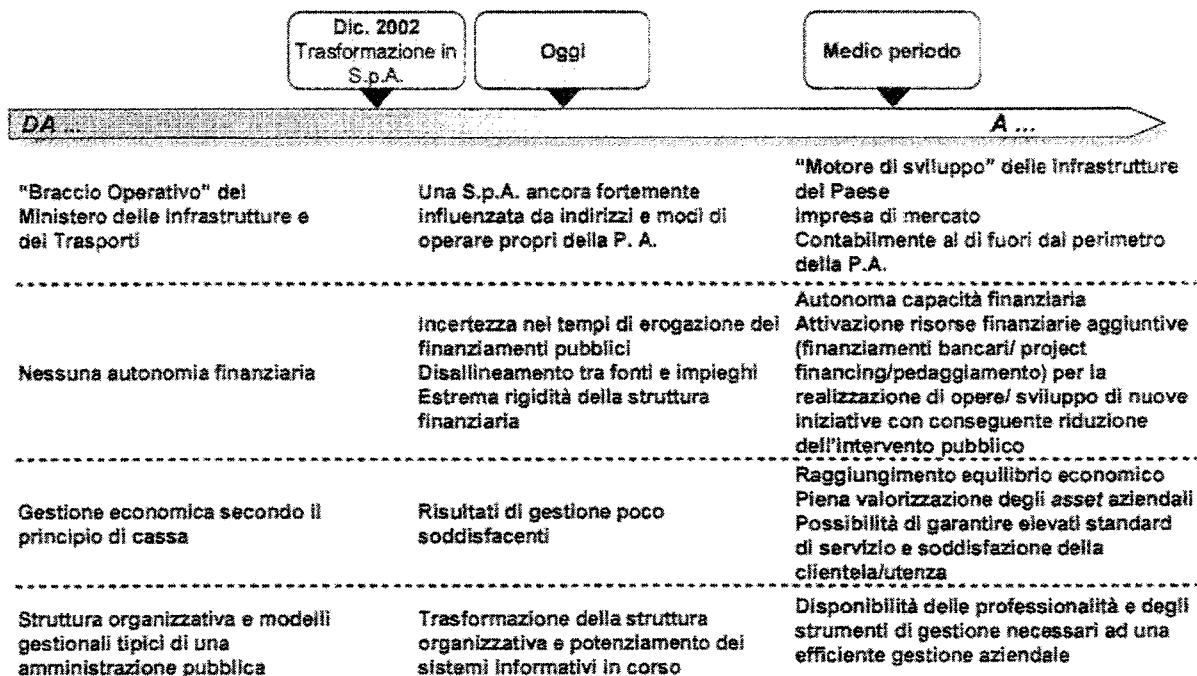 Dic. 2002
Trasformazione in
S.p.A.
Oggi
Medio periodo
DA ...
A ...
"Braccio Operativo" del
Ministero delle Infrastrutture e
dei Trasporti
Una S.p.A. ancora fortemente
influenzata da indirizzi e modi di
operare propri della P. A.
"Motore di sviluppo" delle infrastrutture
del Paese
Impresa di mercato
Contabilmente al di fuori dal perimetro
della P.A.
Nessuna autonomia finanziaria
Incertezza nei tempi di erogazione dei
finanziamenti pubblici
Disallineamento tra fonti e impieghi
Estrema rigidità della struttura
finanziaria
Autonoma capacità finanziaria
Attivazione risorse finanziarie aggiuntive
(finanziamenti bancari/ project
financing/pedaggiamento) per la
realizzazione di opere/ sviluppo di nuove
iniziative con conseguente riduzione
dell'intervento pubblico
Gestione economica secondo il
principio di cassa
Risultati di gestione poco
soddisfacenti
Raggiungimento equilibrio economico
Piena valorizzazione degli asset aziendali
Possibilità di garantire elevati standard
di servizio e soddisfazione della
clientela/utenza
Struttura organizzativa e modelli
gestionali tipici di una
amministrazione pubblica
Trasformazione della struttura
organizzativa e potenziamento dei
sistemi informativi in corso
Disponibilità delle professionalità e degli
strumenti di gestione necessari ad una
efficiente gestione aziendale